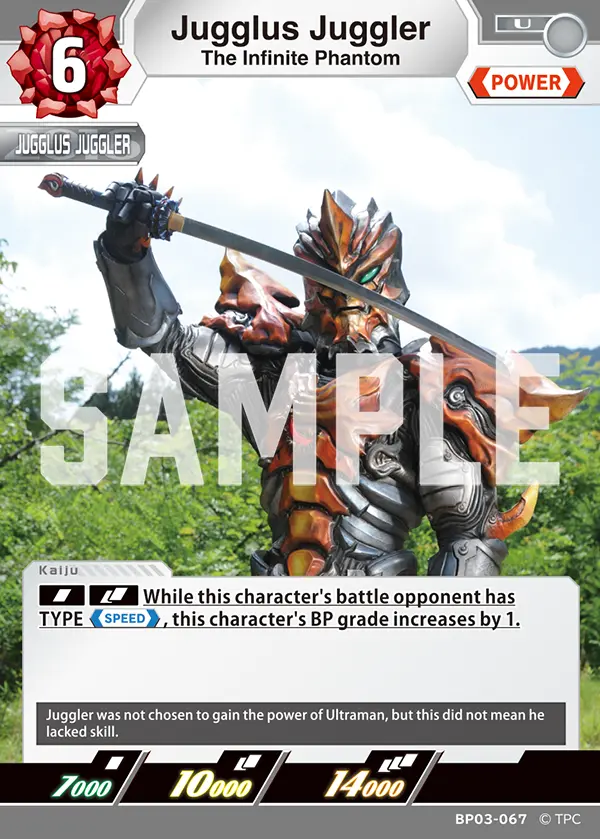 6
Jugglus Juggler
The Infinite Phantom
U
POWER
JUGGLUS JUGGLER
2016
SAMPLE
Kaiju
While this character's battle opponent has
TYPE SPEED, this character's BP grade increases by 1.
Juggler was not chosen to gain the power of Ultraman, but this did not mean he
lacked skill.
7000 10000 14000
BP03-067 © TPC